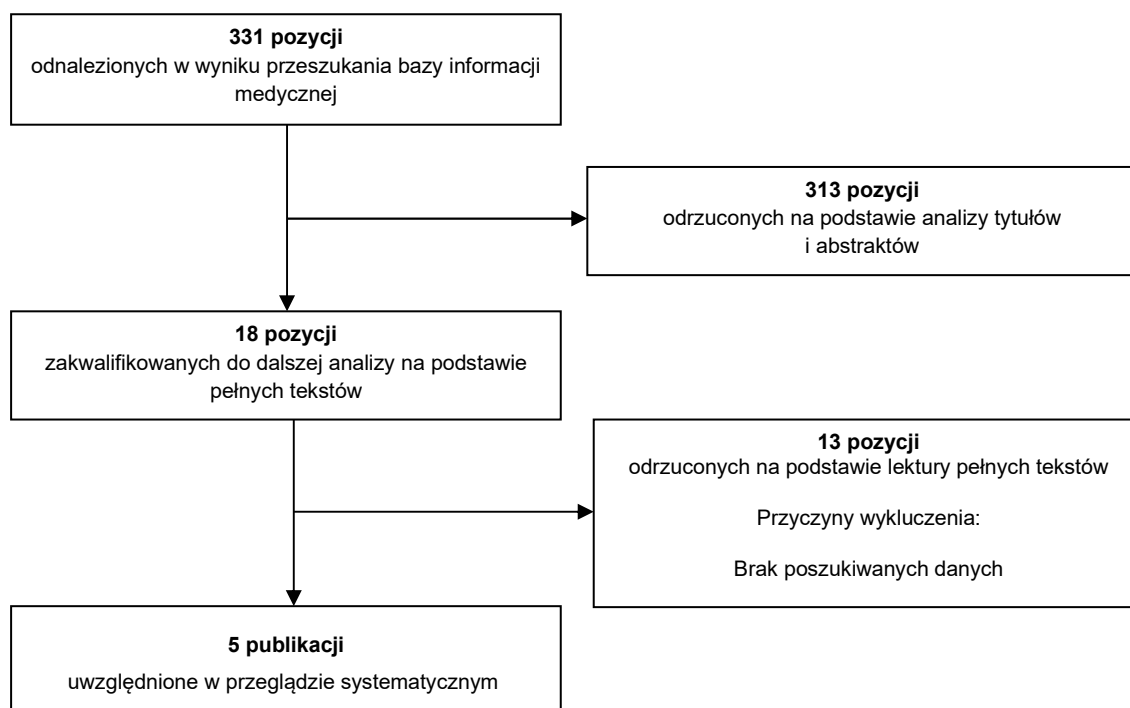 331 pozycji
odnalezionych w wyniku przeszukania bazy informacji
medycznej
313 pozycji
odrzuconych na podstawie analizy tytułów
i abstraktów
18 pozycji
zakwalifikowanych do dalszej analizy na podstawie
pełnych tekstów
13 pozycji
odrzuconych na podstawie lektury pełnych tekstów
Przyczyny wykluczenia:
Brak poszukiwanych danych
5 publikacji
uwzględnione w przeglądzie systematycznym